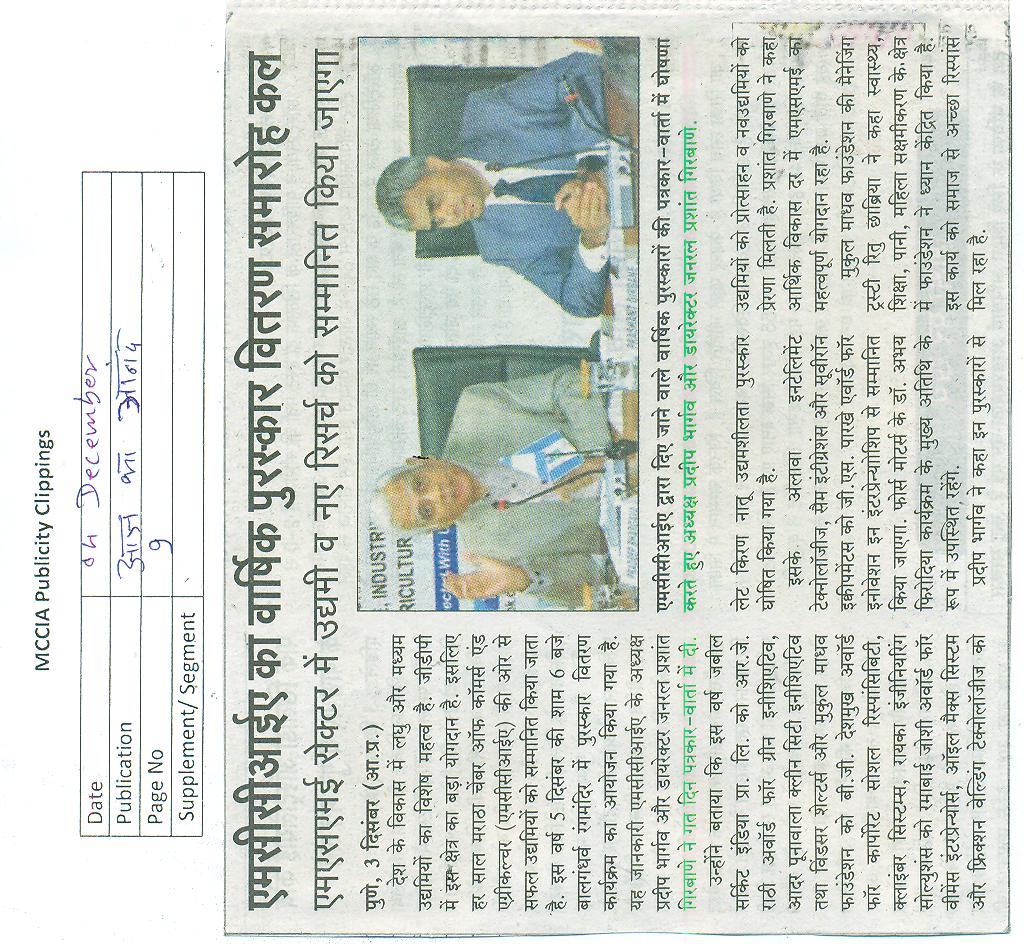 MCCIA Publicity Clippings
Date 04 December
Publication आज का आनंद
Page No 9
Supplement/ Segment
एमसीसीआईए का वार्षिक पुरस्कार वितरण समारोह कल
एमएसएमई सेक्टर में उद्यमी व नए रिसर्च को सम्मानित किया जाएगा
पुणे, 3 दिसंबर (आ.प्र.)
देश के विकास में लघु और मध्यम
उद्यमियों का विशेष महत्व है. जीडीपी
में इस क्षेत्र का बड़ा योगदान है. इसलिए
हर साल मराठा चेंबर ऑफ कॉमर्स एंड
एग्रीकल्चर (एमसीसीआईए) की ओर से
सफल उद्यमियों को सम्मानित किया जाता
है. इस वर्ष 5 दिसंबर की शाम 6 बजे
बालगंधर्व रंगमंदिर में पुरस्कार वितरण
कार्यक्रम का आयोजन किया गया है.
यह जानकारी एमसीसीआईए के अध्यक्ष
प्रदीप भार्गव और डायरेक्टर जनरल प्रशांत
गिरबाणे ने गत दिन पत्रकार-वार्ता में दी.
उन्होंने बताया कि इस वर्ष जबील
सर्किट इंडिया प्रा. लि. को आर.जे.
राठी अवॉर्ड फॉर ग्रीन इनीशिएटिव,
आदर पूनावाला क्लीन सिटी इनीशिएटिव
तथा विंडसर शेल्टर्स और मुकुल माधव
फाउंडेशन को बी.जी. देशमुख अवॉर्ड
फॉर कार्पोरेट सोशल रिस्पांसिबिटी,
क्लाइंबर सिस्टम्स, रायका इंजीनियरिंग
सोल्युशंस को रमाबाई जोशी अवॉर्ड फॉर
वीमेंस इंटरप्रेन्योर्स, ऑइल मैक्स सिस्टम
और फ्रिक्शन वेल्डिंग टेक्नोलॉजीज को
, INDUSTRI
RICULTUR
ected With U
PRADEEP BHARGAVA
PRASHANT GIRBANE
एमसीसीआईए द्वारा दिए जाने वाले वार्षिक पुरस्कारों की पत्रकार-वार्ता में घोषणा
करते हुए अध्यक्ष प्रदीप भार्गव और डायरेक्टर जनरल प्रशांत गिरबाणे.
लेट किरण नातू उद्यमशीलता पुरस्कार
घोषित किया गया है.
इसके अलावा इनटेलिमेंट
टेक्नोलॉजीज, सैम इंटीग्रेशंस और सूवीरॉन
इक्वीपमेंटस को जी.एस. पारखे एवॉर्ड फॉर
इनोवेशन इन इंटरप्रेन्योशिप से सम्मानित
किया जाएगा. फोर्स मोटर्स के डॉ. अभय
फिरोदिया कार्यक्रम के मुख्य अतिथि के
रूप में उपस्थित रहेंगे.
प्रदीप भार्गव ने कहा इन पुरस्कारों से
उद्यमियों को प्रोत्साहन व नवउद्यमियों को
प्रेरणा मिलती है. प्रशांत गिरबाणे ने कहा
आर्थिक विकास दर में एमएसएमई का
महत्वपूर्ण योगदान रहा है.
मुकुल माधव फाउंडेशन की मैनेजिंग
ट्रस्टी रितु छाब्रिया ने कहा स्वास्थ्य,
शिक्षा, पानी, महिला सक्षमीकरण के क्षेत्र
में फाउंडेशन ने ध्यान केंद्रित किया है.
इस कार्य को समाज से अच्छा रिस्पांस
मिल रहा है.